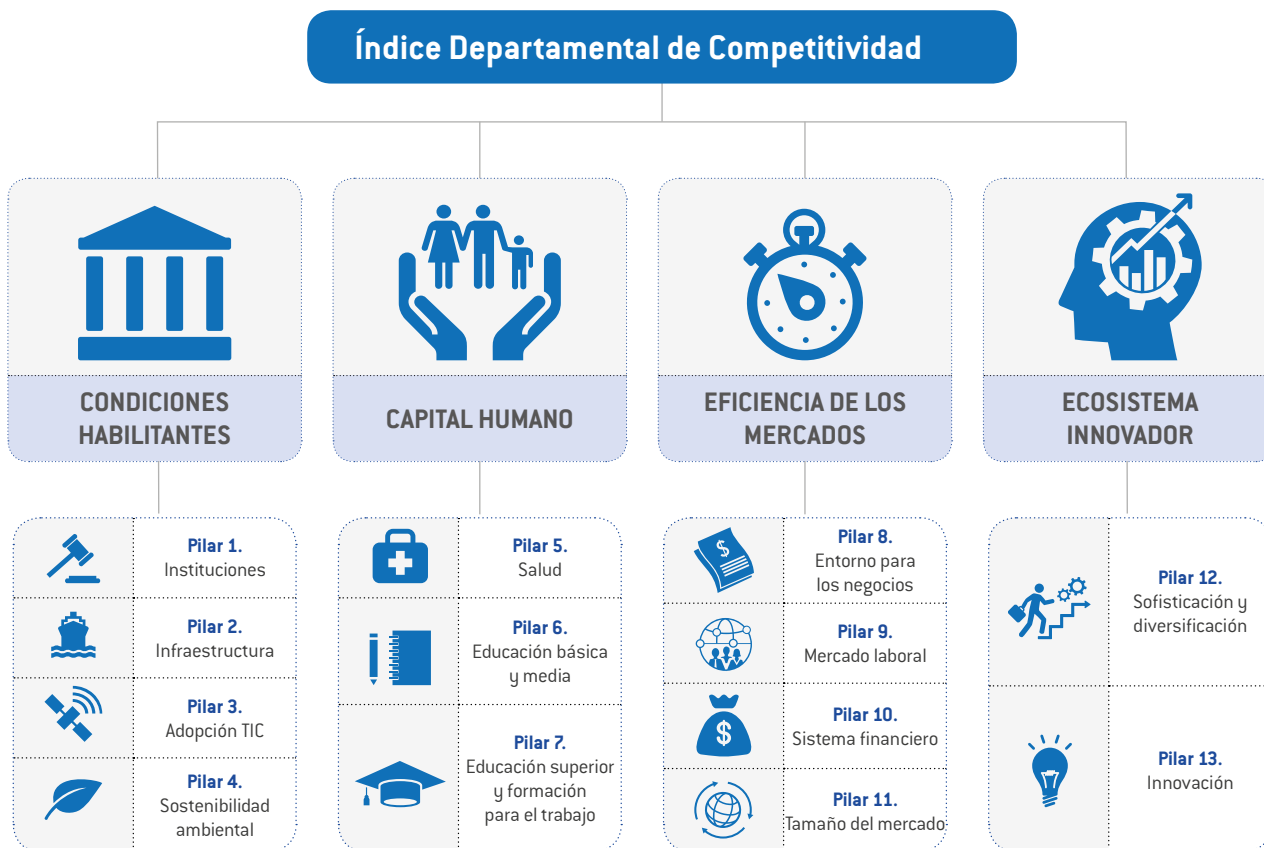 Índice Departamental de Competitividad
CONDICIONES
HABILITANTES
CAPITAL HUMANO
EFICIENCIA DE LOS
MERCADOS
ECOSISTEMA
INNOVADOR
Pilar 1.
Instituciones
Pilar 2.
Infraestructura
Pilar 3.
Adopción TIC
Pilar 4.
Sostenibilidad
ambiental
Pilar 5.
Salud
Pilar 6.
Educación básica
y media
Pilar 7.
Educación superior
y formación
para el trabajo
Pilar 8.
Entorno para
los negocios
Pilar 9.
Mercado laboral
Pilar 10.
Sistema financiero
Pilar 11.
Tamaño del mercado
Pilar 12.
Sofisticación y
diversificación
Pilar 13.
Innovación